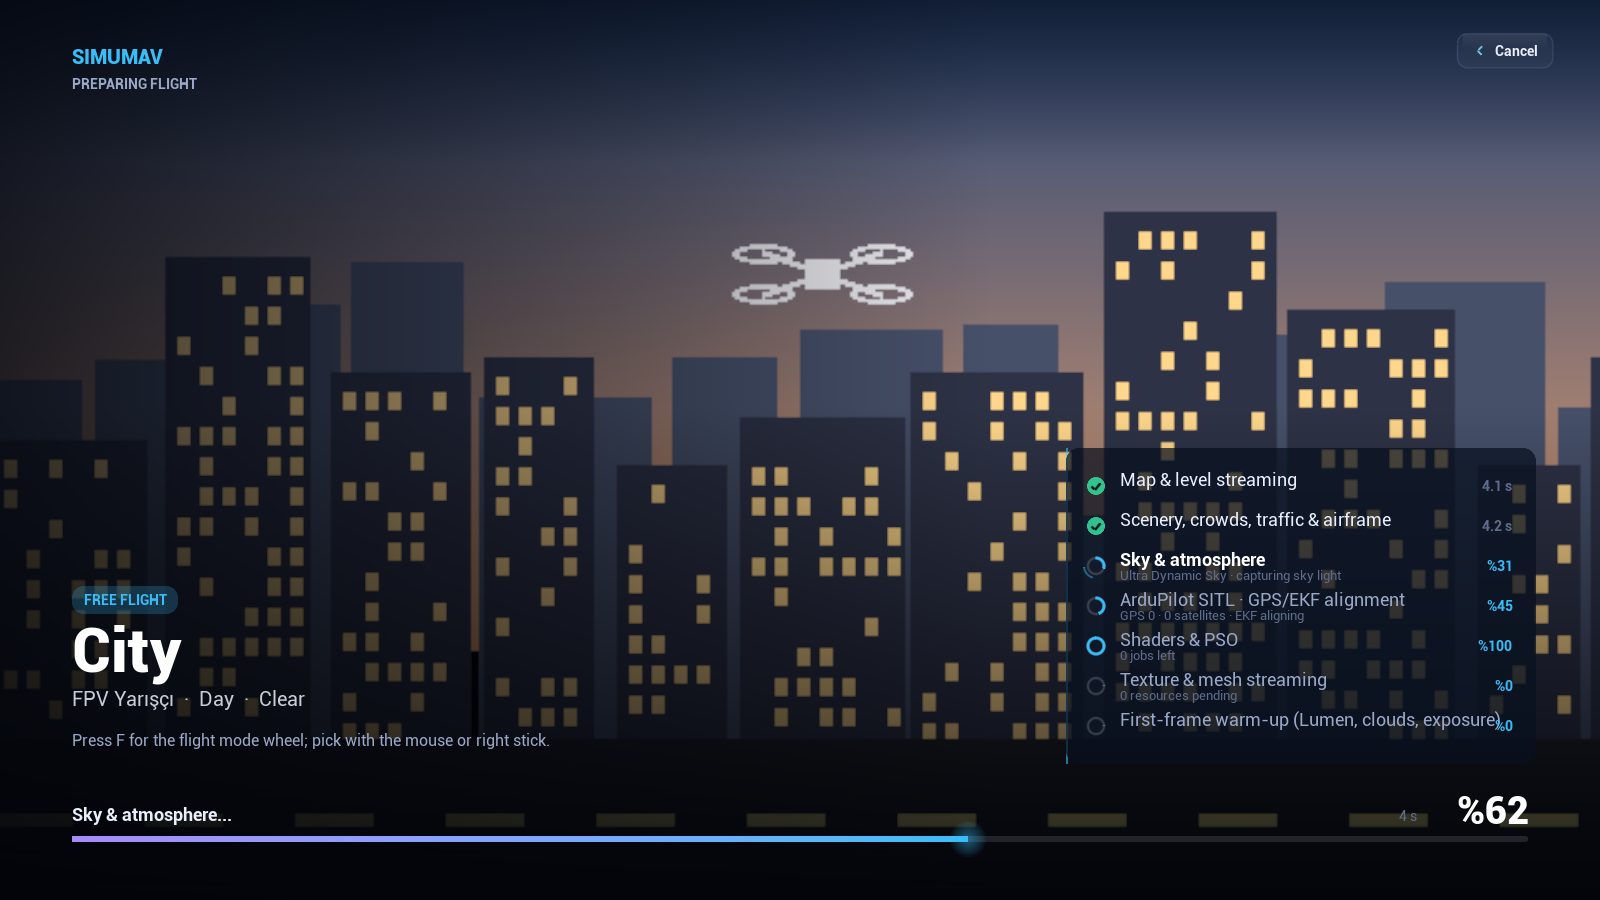 SIMUMAV
PREPARING FLIGHT
Cancel
Map & level streaming 4.1 s
Scenery, crowds, traffic & airframe 4.2 s
Sky & atmosphere %31
Ultra Dynamic Sky · capturing sky light
ArduPilot SITL · GPS/EKF alignment %45
GPS 0 · 0 satellites · EKF aligning
Shaders & PSO %100
0 jobs left
Texture & mesh streaming %0
0 resources pending
First-frame warm-up (Lumen, clouds, exposure) %0
FREE FLIGHT
City
FPV Yarışçı · Day · Clear
Press F for the flight mode wheel; pick with the mouse or right stick.
Sky & atmosphere... 4 s %62